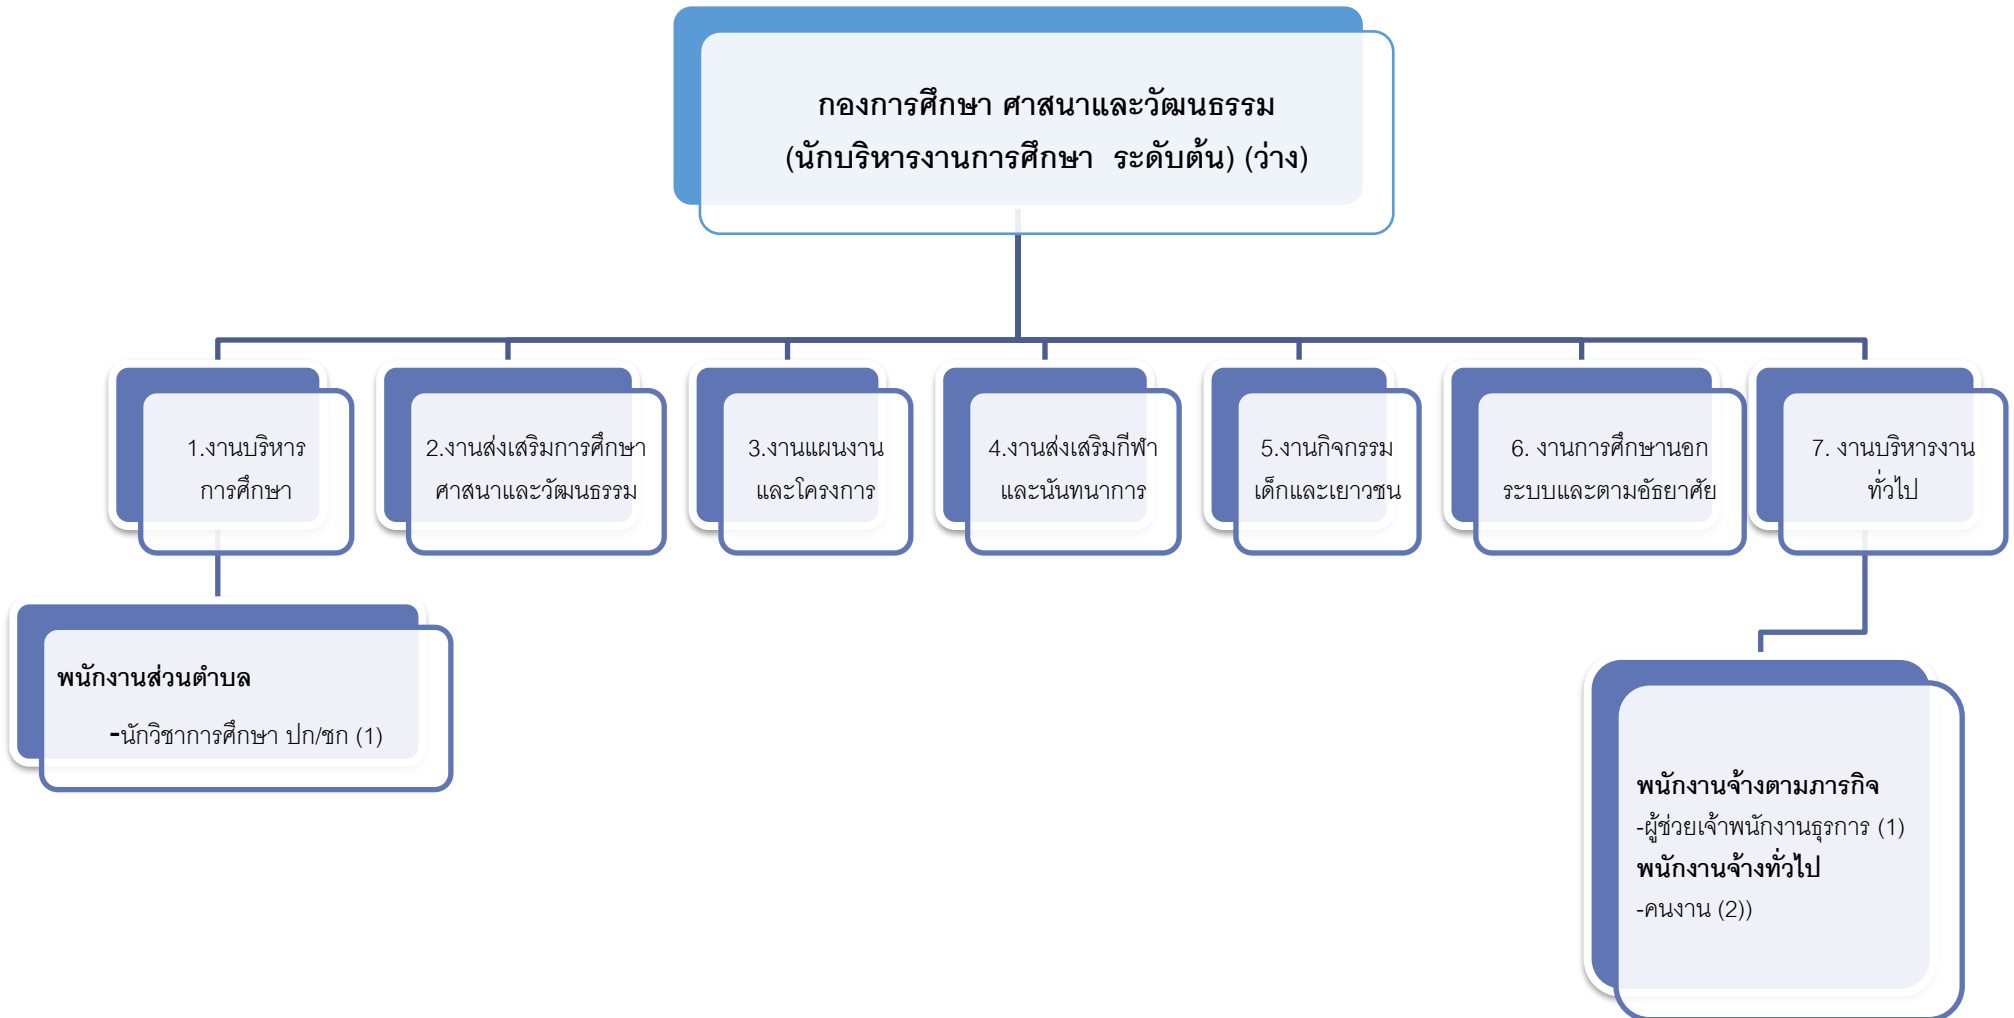 กองการศึกษา ศาสนาและวัฒนธรรม
(นักบริหารงานการศึกษา ระดับต้น) (ว่าง)
1.งานบริหาร
การศึกษา
2.งานส่งเสริมการศึกษา
ศาสนาและวัฒนธรรม
3.งานแผนงาน
และโครงการ
4.งานส่งเสริมกีฬา
และนันทนาการ
5.งานกิจกรรม
เด็กและเยาวชน
6. งานการศึกษานอก
ระบบและตามอัธยาศัย
7. งานบริหารงาน
ทั่วไป
พนักงานส่วนตำบล
-นักวิชาการศึกษา ปก/ชก (1)
พนักงานจ้างตามภารกิจ
-ผู้ช่วยเจ้าพนักงานธุรการ (1)
พนักงานจ้างทั่วไป
-คนงาน (2))